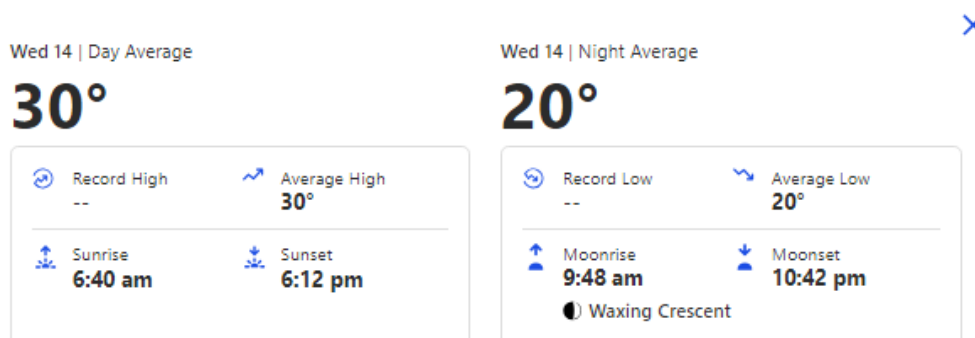 Wed 14 | Day Average
30°
Record High
--
Average High
30°
Sunrise
6:40 am
Sunset
6:12 pm
Wed 14 | Night Average
20°
Record Low
--
Average Low
20°
Moonrise
9:48 am
Moonset
10:42 pm
Waxing Crescent